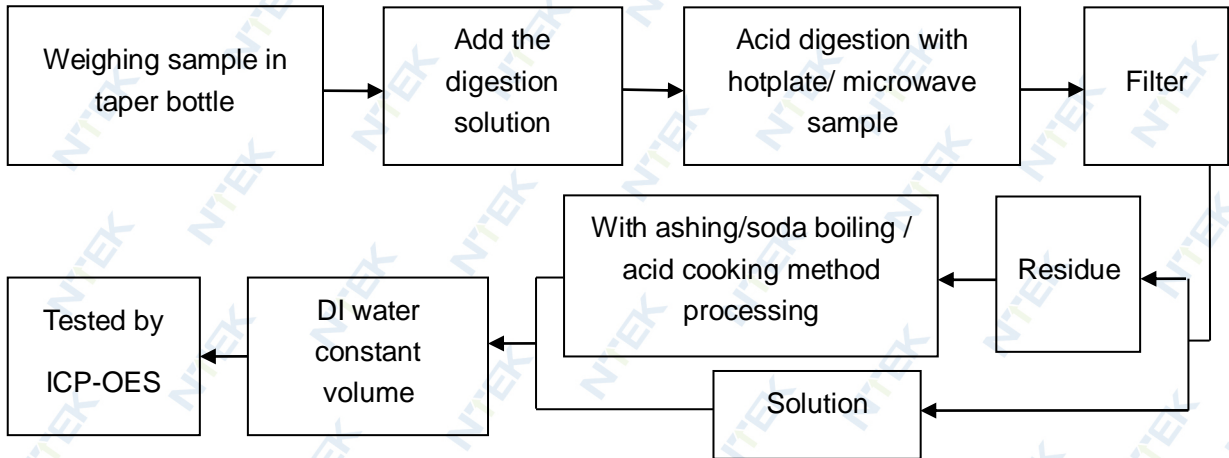 Weighing sample in
taper bottle
Add the
digestion
solution
Acid digestion with
hotplate/ microwave
sample
Filter
Residue
With ashing/soda boiling /
acid cooking method
processing
Solution
DI water
constant
volume
Tested by
ICP-OES
NTEK